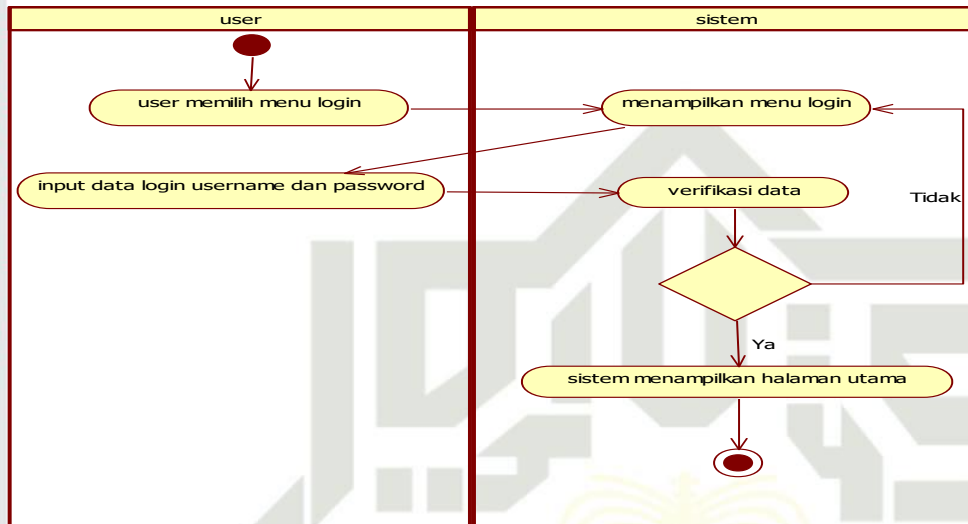 user
sistem
user memilih menu login
menampilkan menu login
input data login username dan password
verifikasi data
Tidak
Ya
sistem menampilkan halaman utama